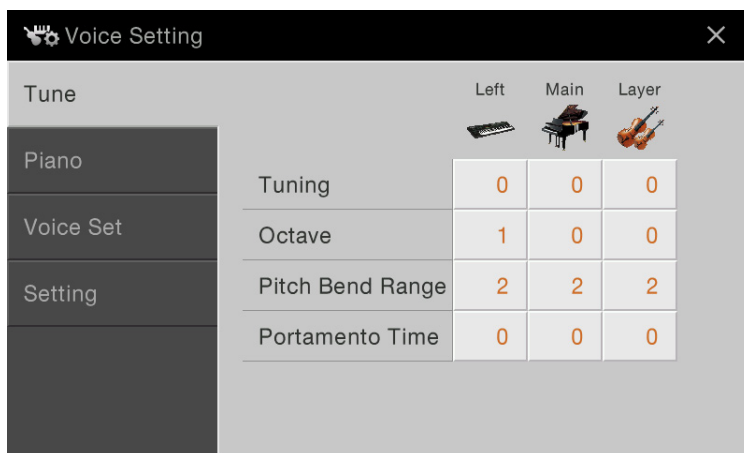 Voice Setting
Tune
Piano
Voice Set
Setting
Left Main Layer
Tuning 0 0 0
Octave 1 0 0
Pitch Bend Range 2 2 2
Portamento Time 0 0 0